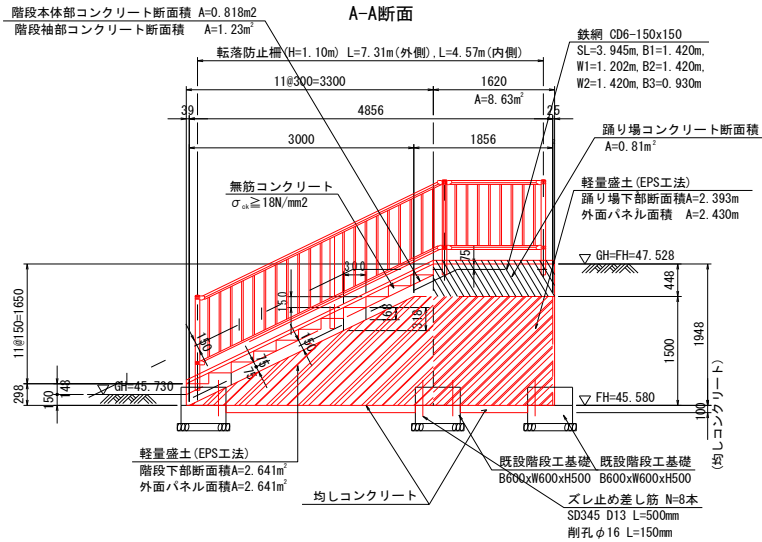 A-A断面
階段本体部コンクリート断面積 A=0.818m2
階段袖部コンクリート断面積 A=1.23m²
転落防止柵(H=1.10m) L=7.31m(外側),L=4.57m(内側)
鉄網 CD6-150x150
SL=3.945m, B1=1.420m,
W1=1.202m, B2=1.420m,
W2=1.420m, B3=0.930m
11@300=3300
1620
A=8.63m²
39
4856
25
3000
1856
踊り場コンクリート断面積
A=0.81m²
無筋コンクリート
σck≧18N/mm2
軽量盛土(EPS工法)
踊り場下部断面積A=2.393m
外面パネル面積 A=2.430m
GH=FH=47.528
75
300
448
150
168
318
11@150=1650
150
150
75
75
1500
1948
298
150
148
GH=45.730
FH=45.580
100
(均しコンクリート)
軽量盛土(EPS工法)
階段下部断面積A=2.641m²
外面パネル面積A=2.641m²
均しコンクリート
既設階段工基礎
B600xW600xH500
既設階段工基礎
B600xW600xH500
ズレ止め差し筋 N=8本
SD345 D13 L=500mm
削孔φ16 L=150mm